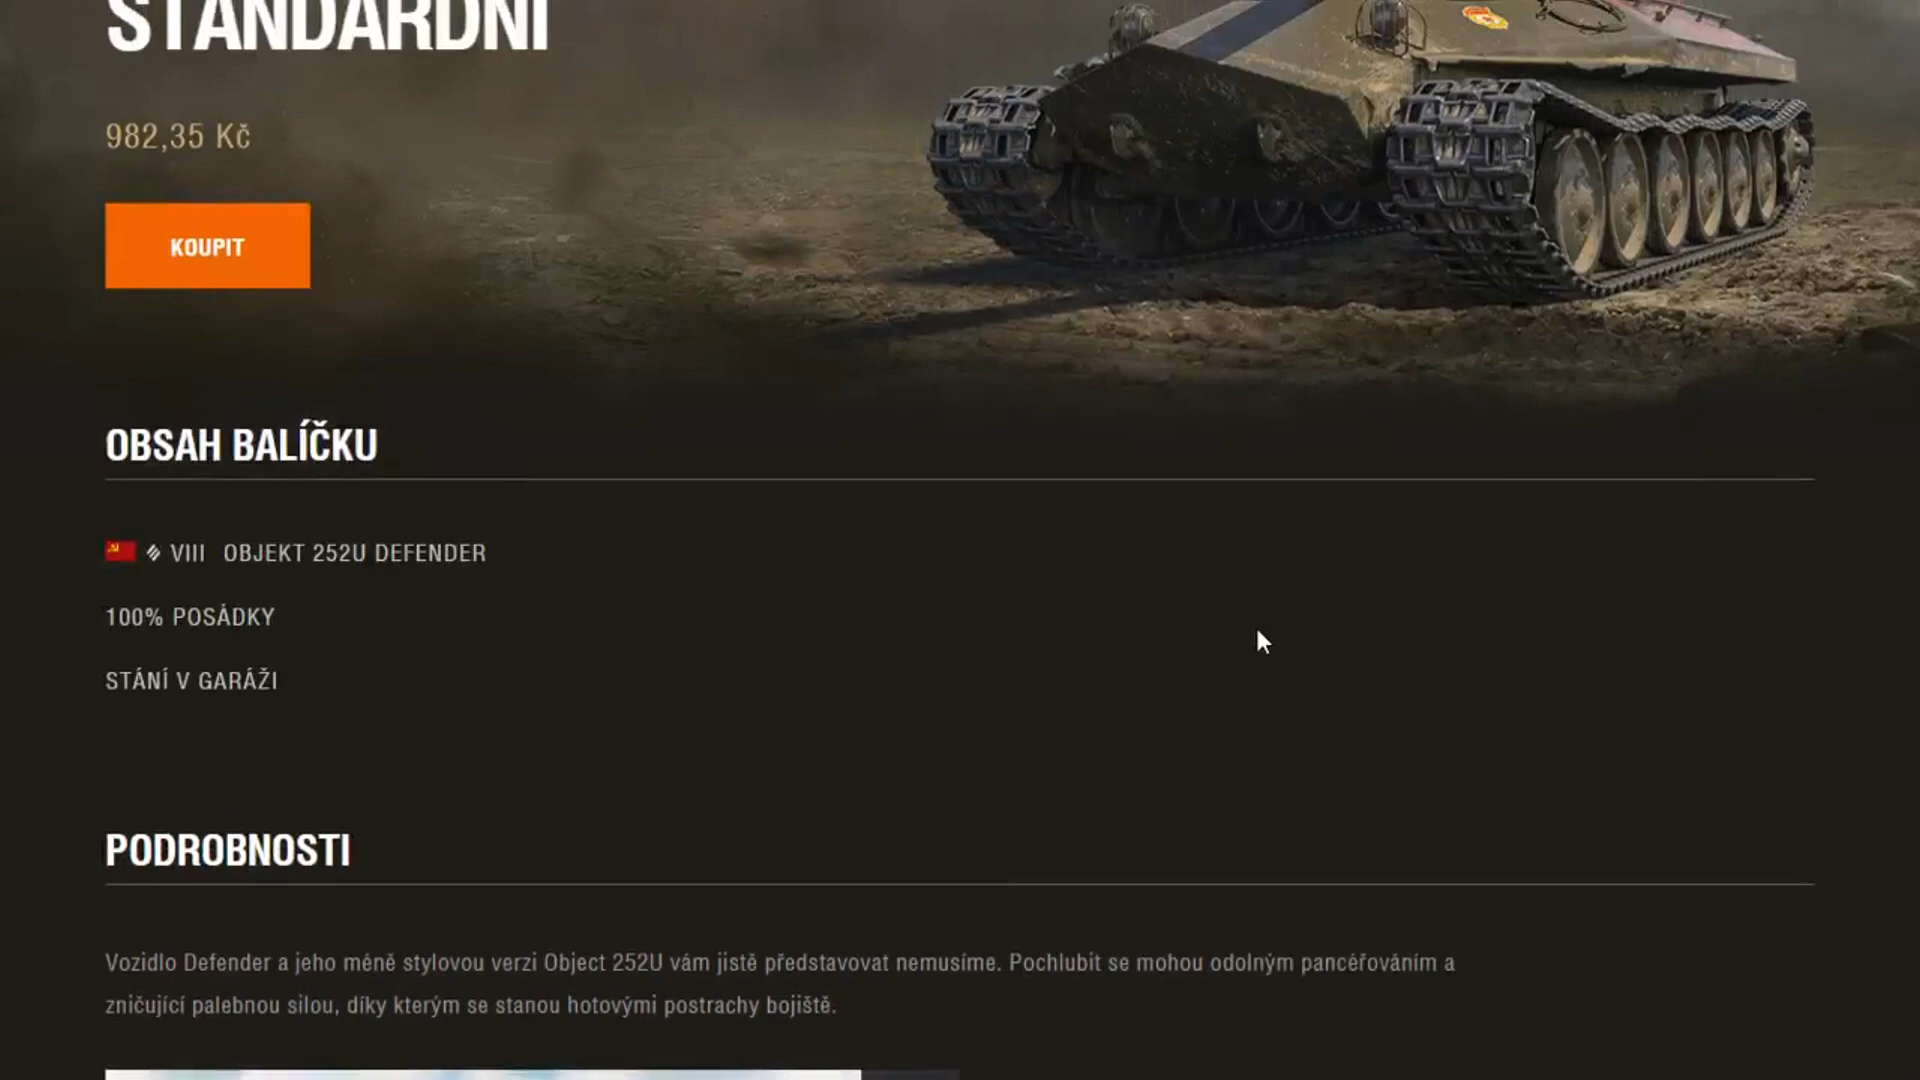 STANDARDNÍ
982,35 Kč
KOUPIT
OBSAH BALÍČKU
VIII OBJEKT 252U DEFENDER
100% POSÁDKY
STÁNÍ V GARÁŽI
PODROBNOSTI
Vozidlo Defender a jeho méně stylovou verzi Object 252U vám jistě představovat nemusíme. Pochlubit se mohou odolným pancéřováním a
zničující palebnou silou, díky kterým se stanou hotovými postrachy bojiště.